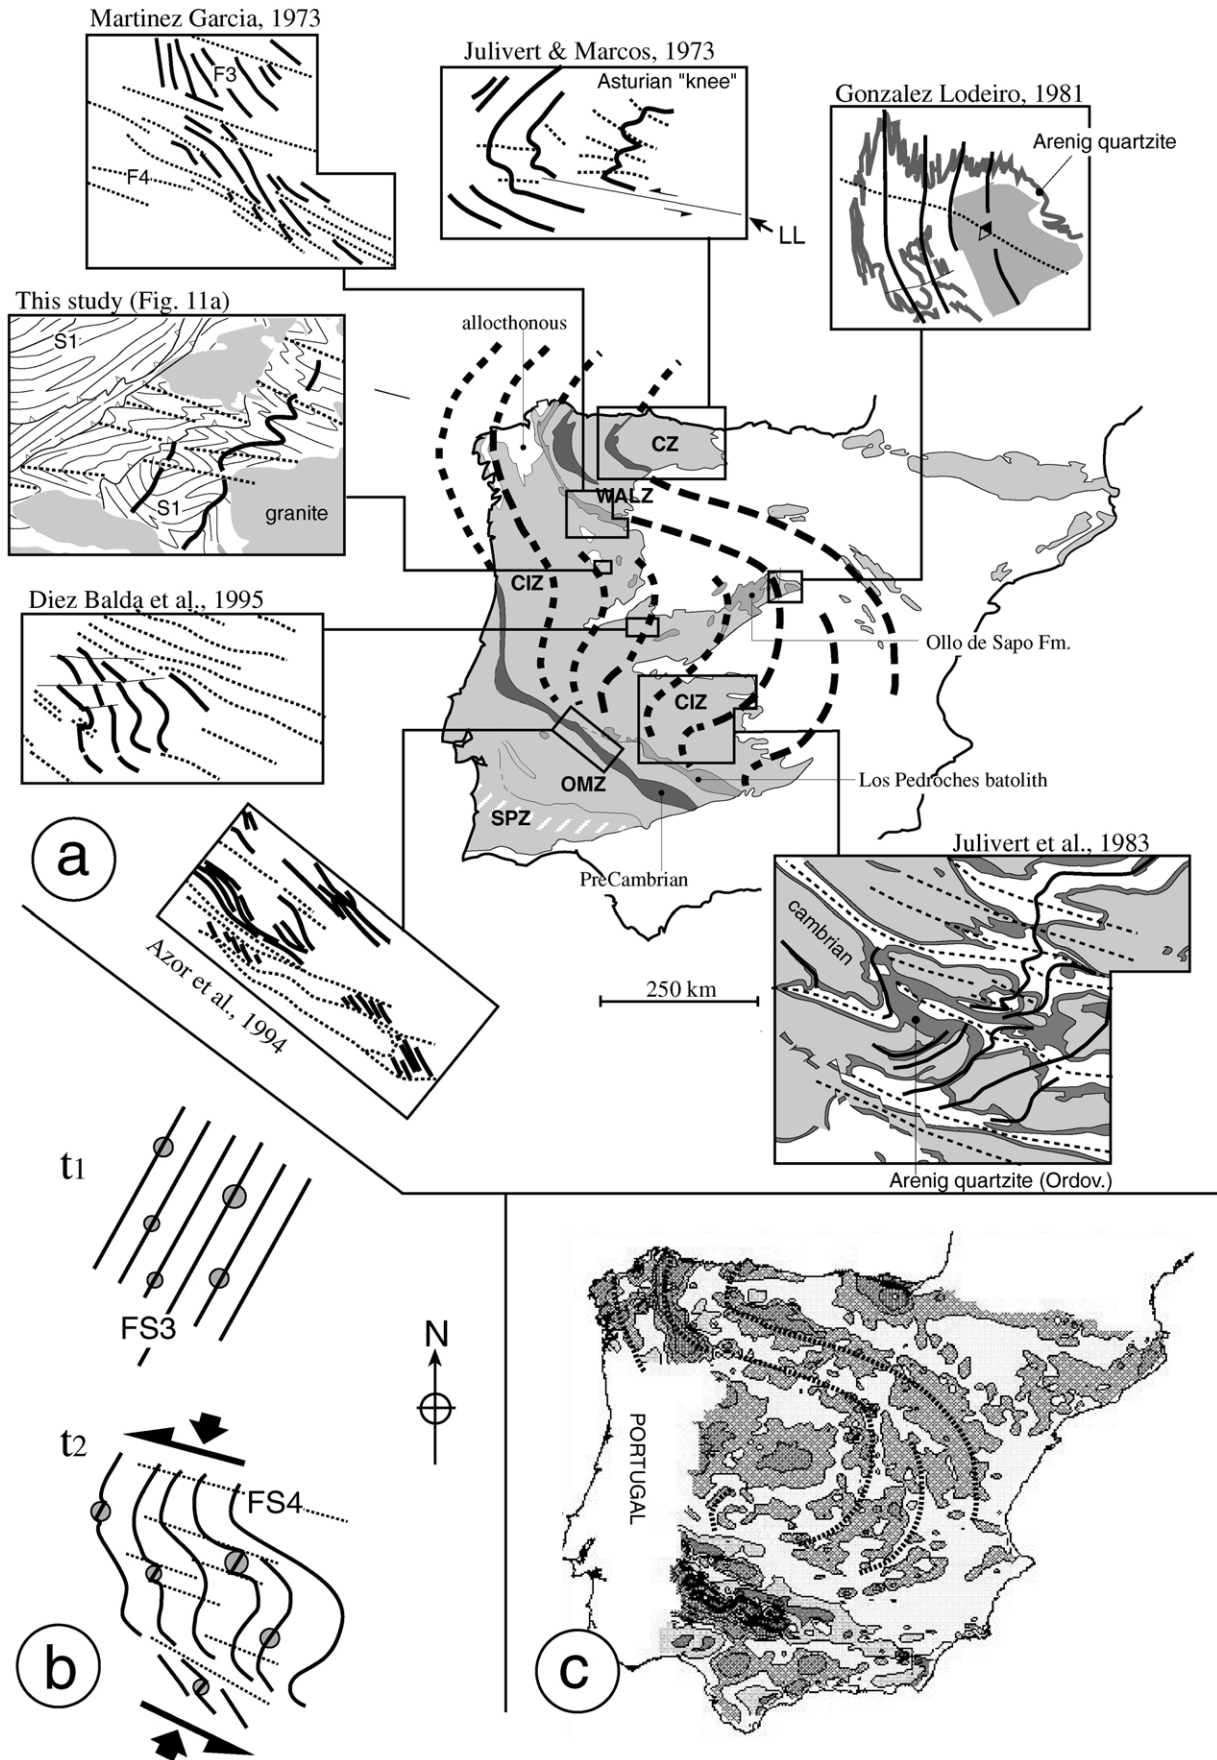 Martinez Garcia, 1973
F3
F4
Julivert & Marcos, 1973
Asturian "knee"
LL
Gonzalez Lodeiro, 1981
Arenig quartzite
This study (Fig. 11a)
S1
S1
granite
allocthonous
CZ
WALZ
CIZ
Diez Balda et al., 1995
Ollo de Sapo Fm.
CIZ
Los Pedroches batolith
OMZ
SPZ
PreCambrian
a
Azor et al., 1994
250 km
Julivert et al., 1983
cambrian
Arenig quartzite (Ordov.)
t1
FS3
N
t2
FS4
b
PORTUGAL
c